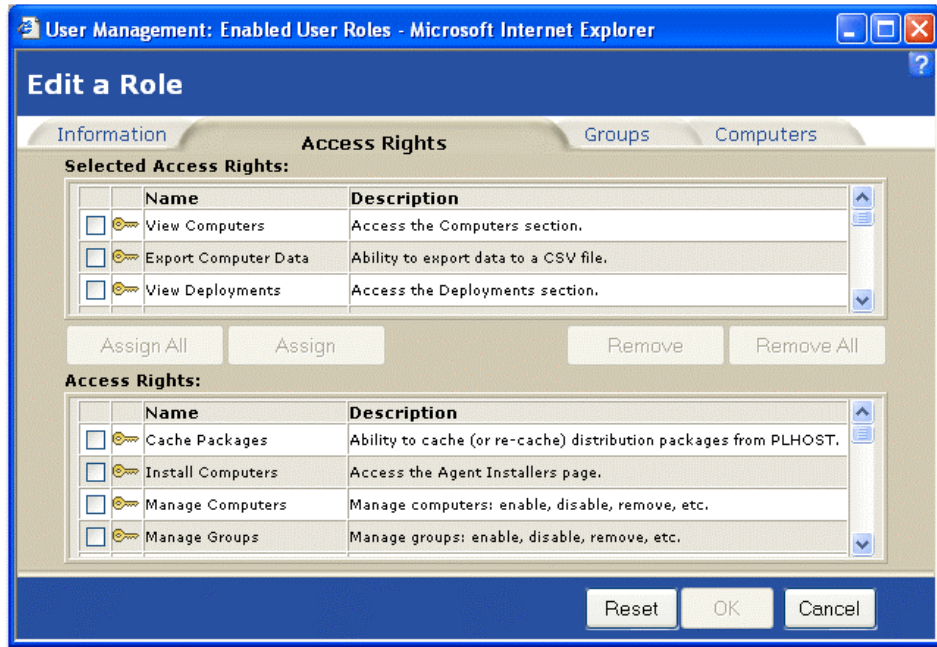 User Management: Enabled User Roles - Microsoft Internet Explorer
?
Edit a Role
Information Access Rights Groups Computers
Selected Access Rights:
Name Description
View Computers Access the Computers section.
Export Computer Data Ability to export data to a CSV file.
View Deployments Access the Deployments section.
Assign All Assign Remove Remove All
Access Rights:
Name Description
Cache Packages Ability to cache (or re-cache) distribution packages from PLHOST.
Install Computers Access the Agent Installers page.
Manage Computers Manage computers: enable, disable, remove, etc.
Manage Groups Manage groups: enable, disable, remove, etc.
Reset OK Cancel